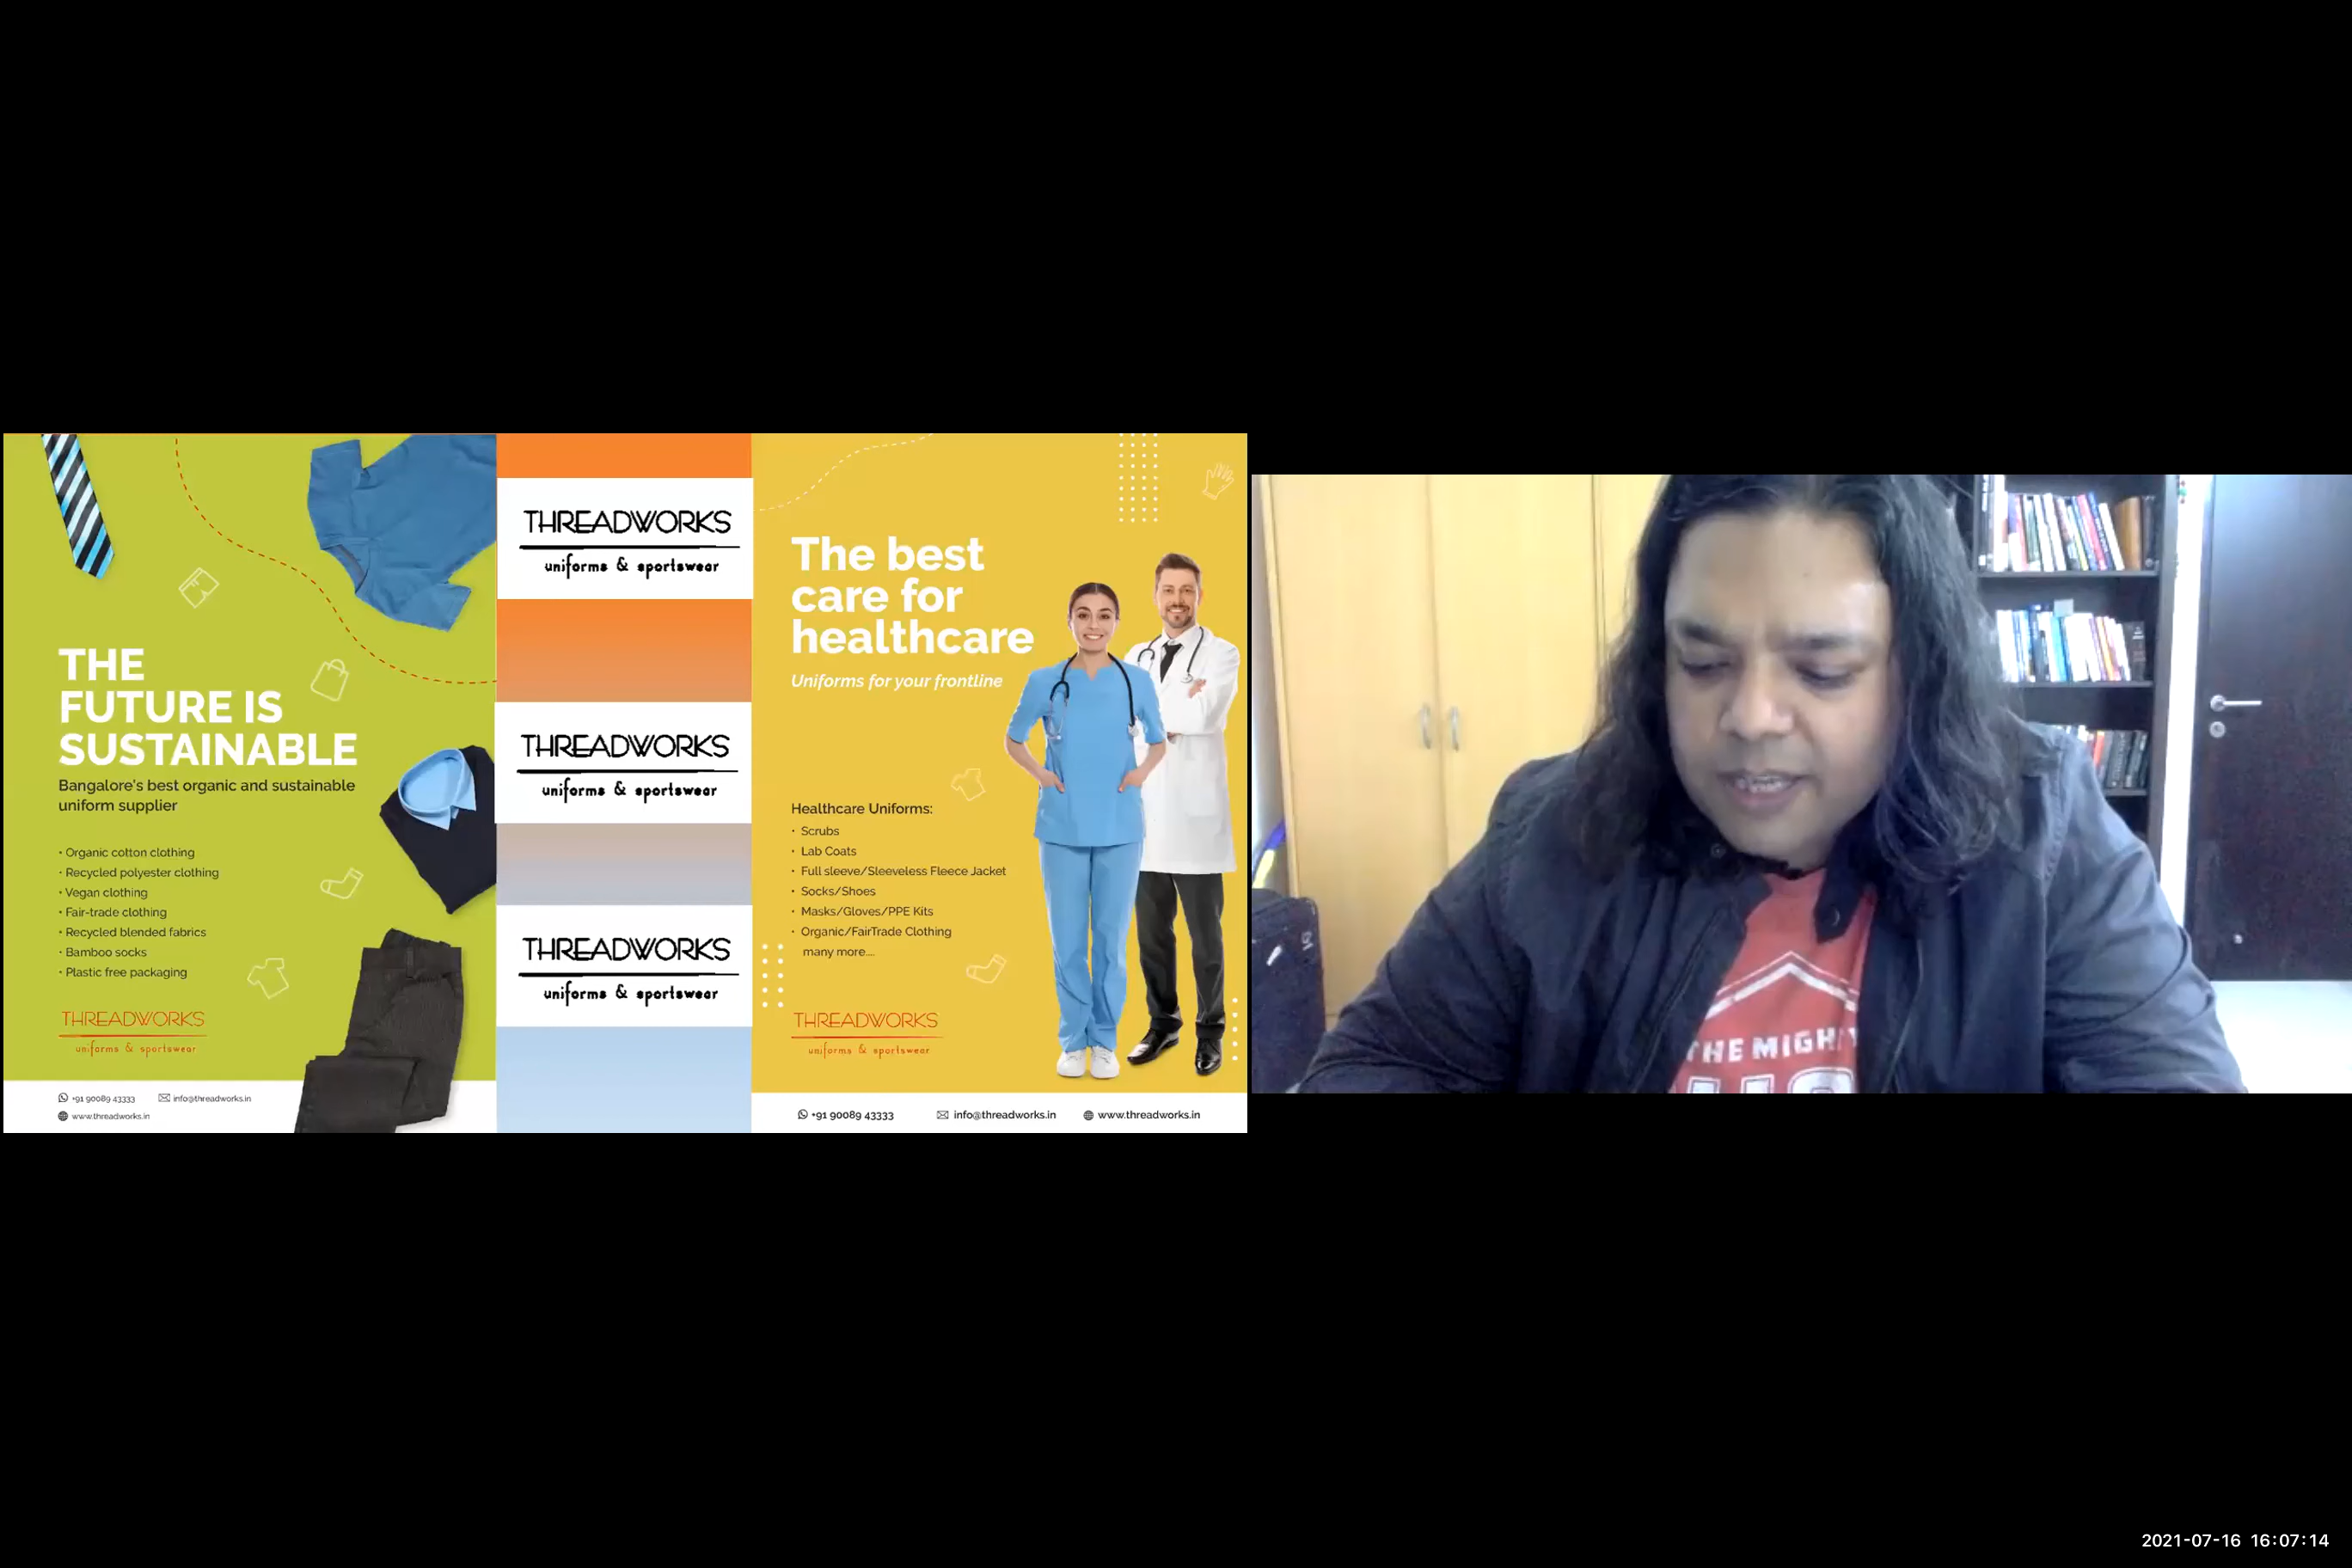 THE
FUTURE IS
SUSTAINABLE
Bangalore's best organic and sustainable
uniform supplier
• Organic cotton clothing
• Recycled polyester clothing
• Vegan clothing
• Fair-trade clothing
• Recycled blended fabrics
• Bamboo socks
• Plastic free packaging
THREADWORKS
uniforms & sportswear
+91 90089 43333 info@threadworks.in
www.threadworks.in
THREADWORKS
uniforms & sportswear
THREADWORKS
uniforms & sportswear
THREADWORKS
uniforms & sportswear
The best
care for
healthcare
Uniforms for your frontline
Healthcare Uniforms:
• Scrubs
• Lab Coats
• Full sleeve/Sleeveless Fleece Jacket
• Socks/Shoes
• Masks/Gloves/PPE Kits
• Organic/FairTrade Clothing
many more....
THREADWORKS
uniforms & sportswear
+91 90089 43333 info@threadworks.in www.threadworks.in
THE MIGH
2021-07-16 16:07:14